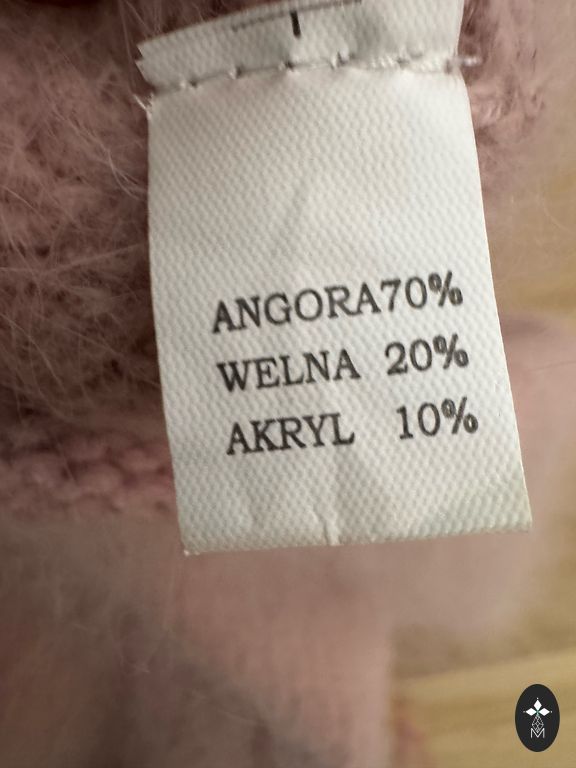 ANGORA70%
WELNA 20%
AKRYL 10%
M